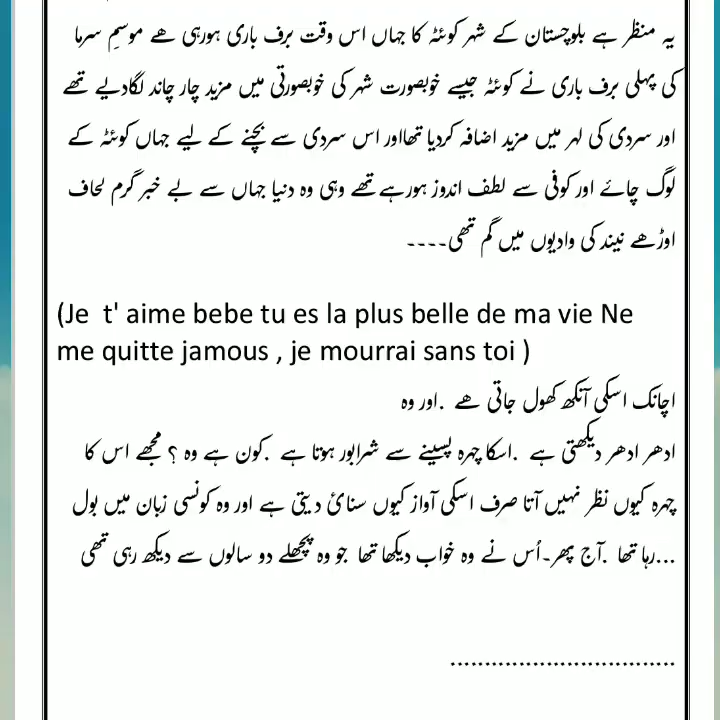 یہ منظر ہے بلوچستان کے شہر کوئٹہ کا جہاں اس وقت برف باری ہورہی ھے موسمِ سرما
کی پہلی برف باری نے کوئٹہ جیسے خوبصورت شہر کی خوبصورتی میں مزید چار چاند لگادیے تھے
اور سردی کی لہر میں مزید اضافہ کردیا تھااور اس سردی سے بچنے کے لیے جہاں کوئٹہ کے
لوگ چائے اور کوفی سے لطف اندوز ہورہے تھے وہی وہ دنیا جہاں سے بے خبر گرم لحاف
اوڑھے نیند کی وادیوں میں گم تھی----
(Je t' aime bebe tu es la plus belle de ma vie Ne
me quitte jamous , je mourrai sans toi )
اچانک اسکی آنکھ کھول جاتی ھے .اور وہ
ادھر ادھر دیکھتی ہے .اسکا چہرہ پسینے سے شرابور ہوتا ہے .کون ہے وہ ؟ مجھے اس کا
چہرہ کیوں نظر نہیں آتا صرف اسکی آواز کیوں سنائ دیتی ہے اور وہ کونسی زبان میں بول
رہا تھا .آج پھر-اُس نے وہ خواب دیکھا تھا جو وہ پچھلے دو سالوں سے دیکھ رہی تھی...
.................................